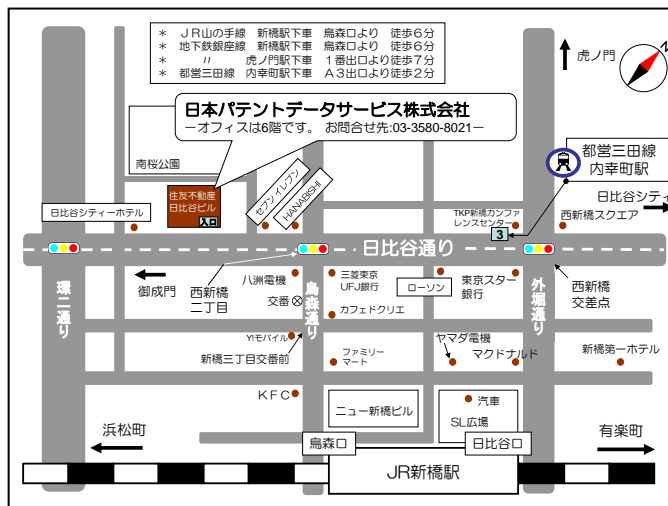 ＊　ＪＲ山の手線　新橋駅下車　烏森口より　徒歩６分
＊　地下鉄銀座線　新橋駅下車　烏森口より　徒歩６分
＊　　　〃　　　　虎ノ門駅下車　１番出口より徒歩７分
＊　都営三田線　内幸町駅下車　Ａ３出口より徒歩２分
虎ノ門
日本パテントデータサービス株式会社
－オフィスは6階です。 お問合せ先:03-3580-8021－
南桜公園
都営三田線
内幸町駅
住友不動産
日比谷ビル
入口
セブンイレブン
HANABISHI
日比谷シティーホテル
TKP新橋カンファ
レンスセンター
3
西新橋スクエア
日比谷シティ
日比谷通り
環二通り
御成門
西新橋
二丁目
八洲電機
交番
烏森通り
三菱東京
UFJ銀行
カフェドクリエ
ローソン
東京スター
銀行
外堀通り
西新橋
交差点
Y!モバイル
新橋三丁目交番前
ファミリー
マート
ヤマダ電機
マクドナルド
新橋第一ホテル
ＫＦＣ
ニュー新橋ビル
汽車
SL広場
浜松町
烏森口
日比谷口
有楽町
JR新橋駅